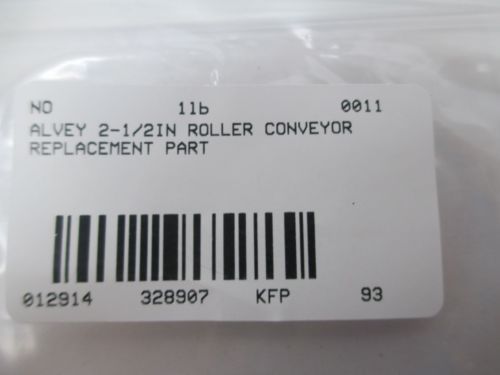 NO 1lb 0011
ALVEY 2-1/2IN ROLLER CONVEYOR
REPLACEMENT PART
012914 328907 KFP 93